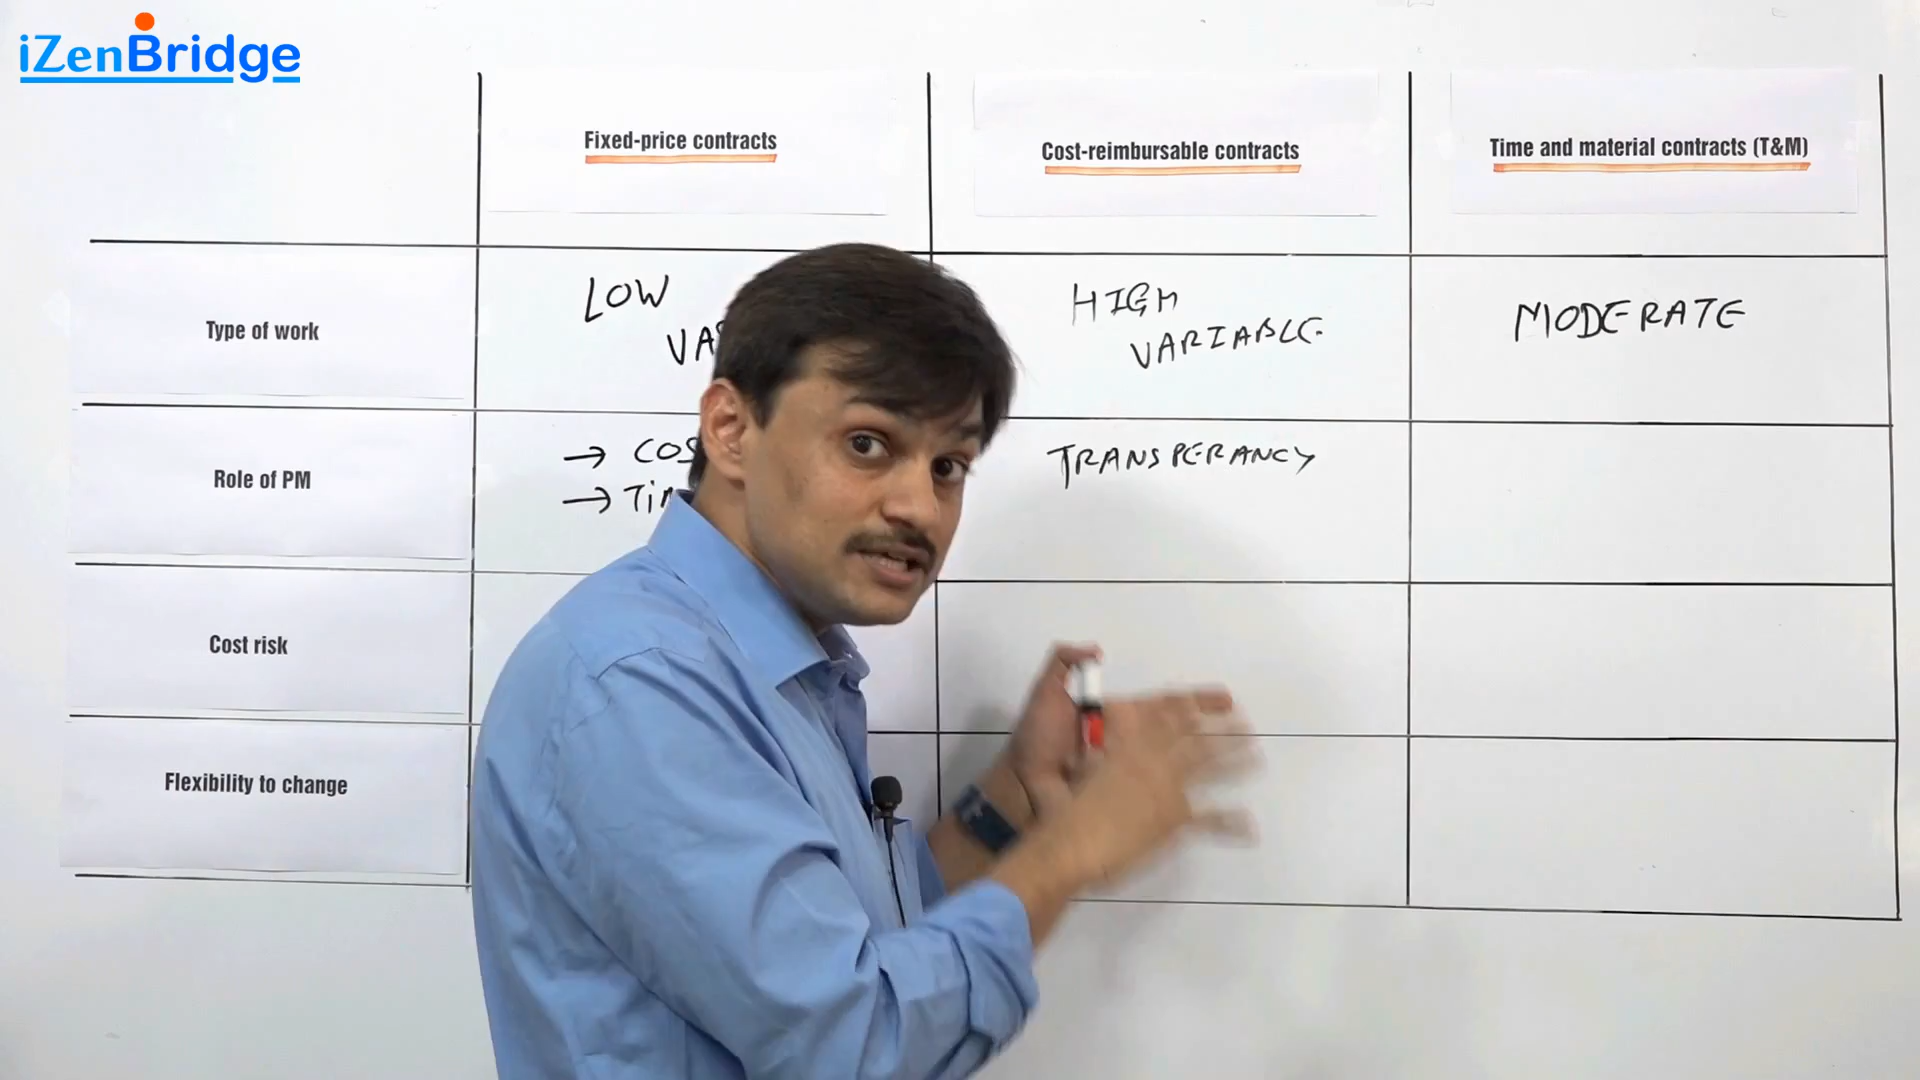 iZenBridge
Fixed-price contracts
Cost-reimbursable contracts
Time and material contracts (T&M)
Type of work
LOW
HIGH
VARIABLE
MODERATE
Role of PM
→
→
TRANSPERANCY
Cost risk
Flexibility to change